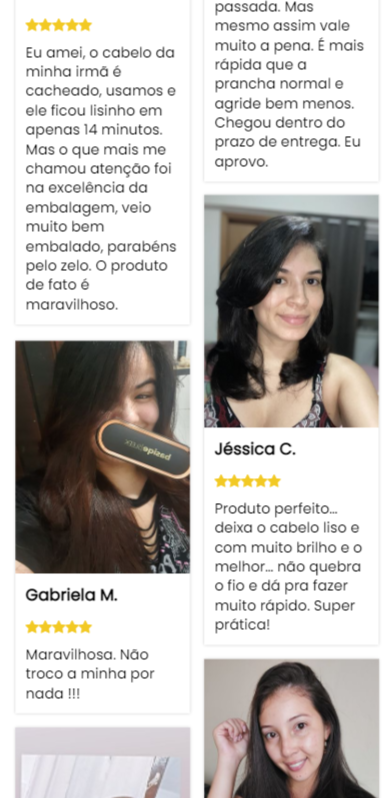 Eu amei, o cabelo da
minha irmã é
cacheado, usamos e
ele ficou lisinho em
apenas 14 minutos.
Mas o que mais me
chamou atenção foi
na excelência da
embalagem, veio
muito bem
embalado, parabéns
pelo zelo. O produto
de fato é
maravilhoso.
Gabriela M.
Maravilhosa. Não
troco a minha por
nada !!!
passada. Mas
mesmo assim vale
muito a pena. É mais
rápida que a
prancha normal e
agride bem menos.
Chegou dentro do
prazo de entrega. Eu
aprovo.
Jéssica C.
Produto perfeito...
deixa o cabelo liso e
com muito brilho e o
melhor... não quebra
o fio e dá pra fazer
muito rápido. Super
prática!